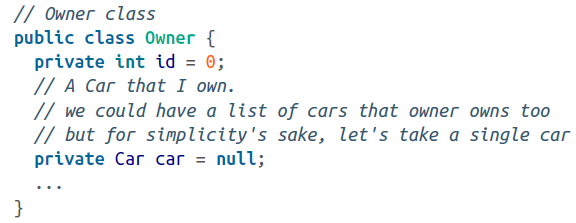 // Owner class
public class Owner {
  private int id = 0;
  // A Car that I own.
  // we could have a list of cars that owner owns too
  // but for simplicity's sake, let's take a single car
  private Car car = null;
  ...
}